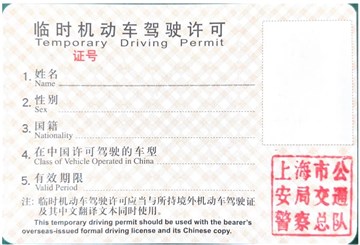 临时机动车驾驶许可
Temporary Driving Permit
证号
1. 姓名
Name
2. 性别
Sex
3. 国籍
Nationality
4. 在中国许可驾驶的车型
Class of Vehicle Operated in China
5. 有效期限
Valid Period
注: 临时机动车驾驶许可应当与所持境外机动车驾驶证
及其中文翻译文本同时使用。
This temporary driving permit should be used with the bearer's
overseas-issued formal driving license and its Chinese copy.
上海市公
安局交通
警察总队